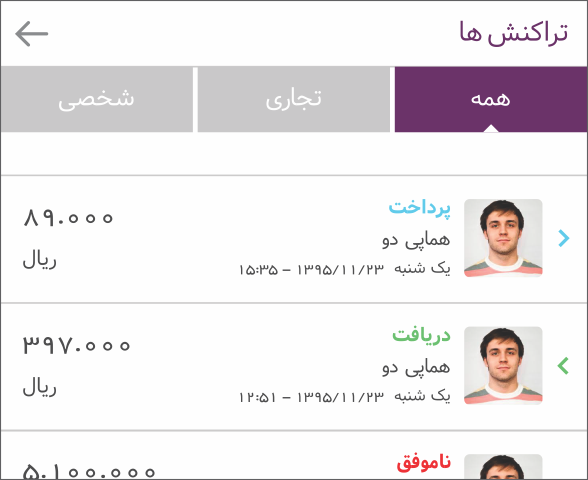 تراکنش ها
همه
تجاری
شخصی
پرداخت
همایی دو
یک شنبه ۱۳۹۵/۱۱/۲۳ – ۱۵:۳۵
۸۹.۰۰۰
ریال
دریافت
همایی دو
یک شنبه ۱۳۹۵/۱۱/۲۳ – ۱۲:۵۱
۳۹۷.۰۰۰
ریال
ناموفق
۵.۱۰۰.۰۰۰